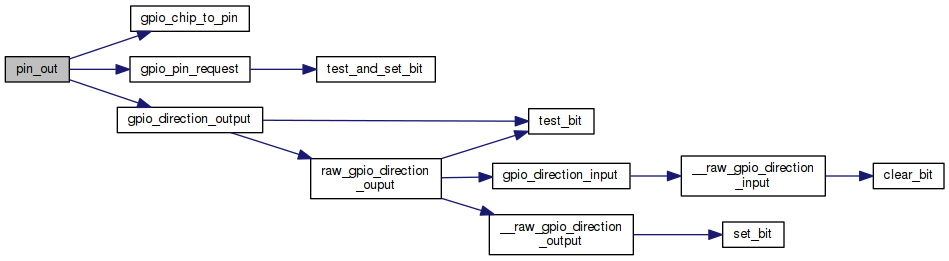 gpio_chip_to_pin
pin_out
gpio_pin_request
test_and_set_bit
gpio_direction_output
test_bit
raw_gpio_direction
_ouput
gpio_direction_input
__raw_gpio_direction
_input
clear_bit
__raw_gpio_direction
_output
set_bit